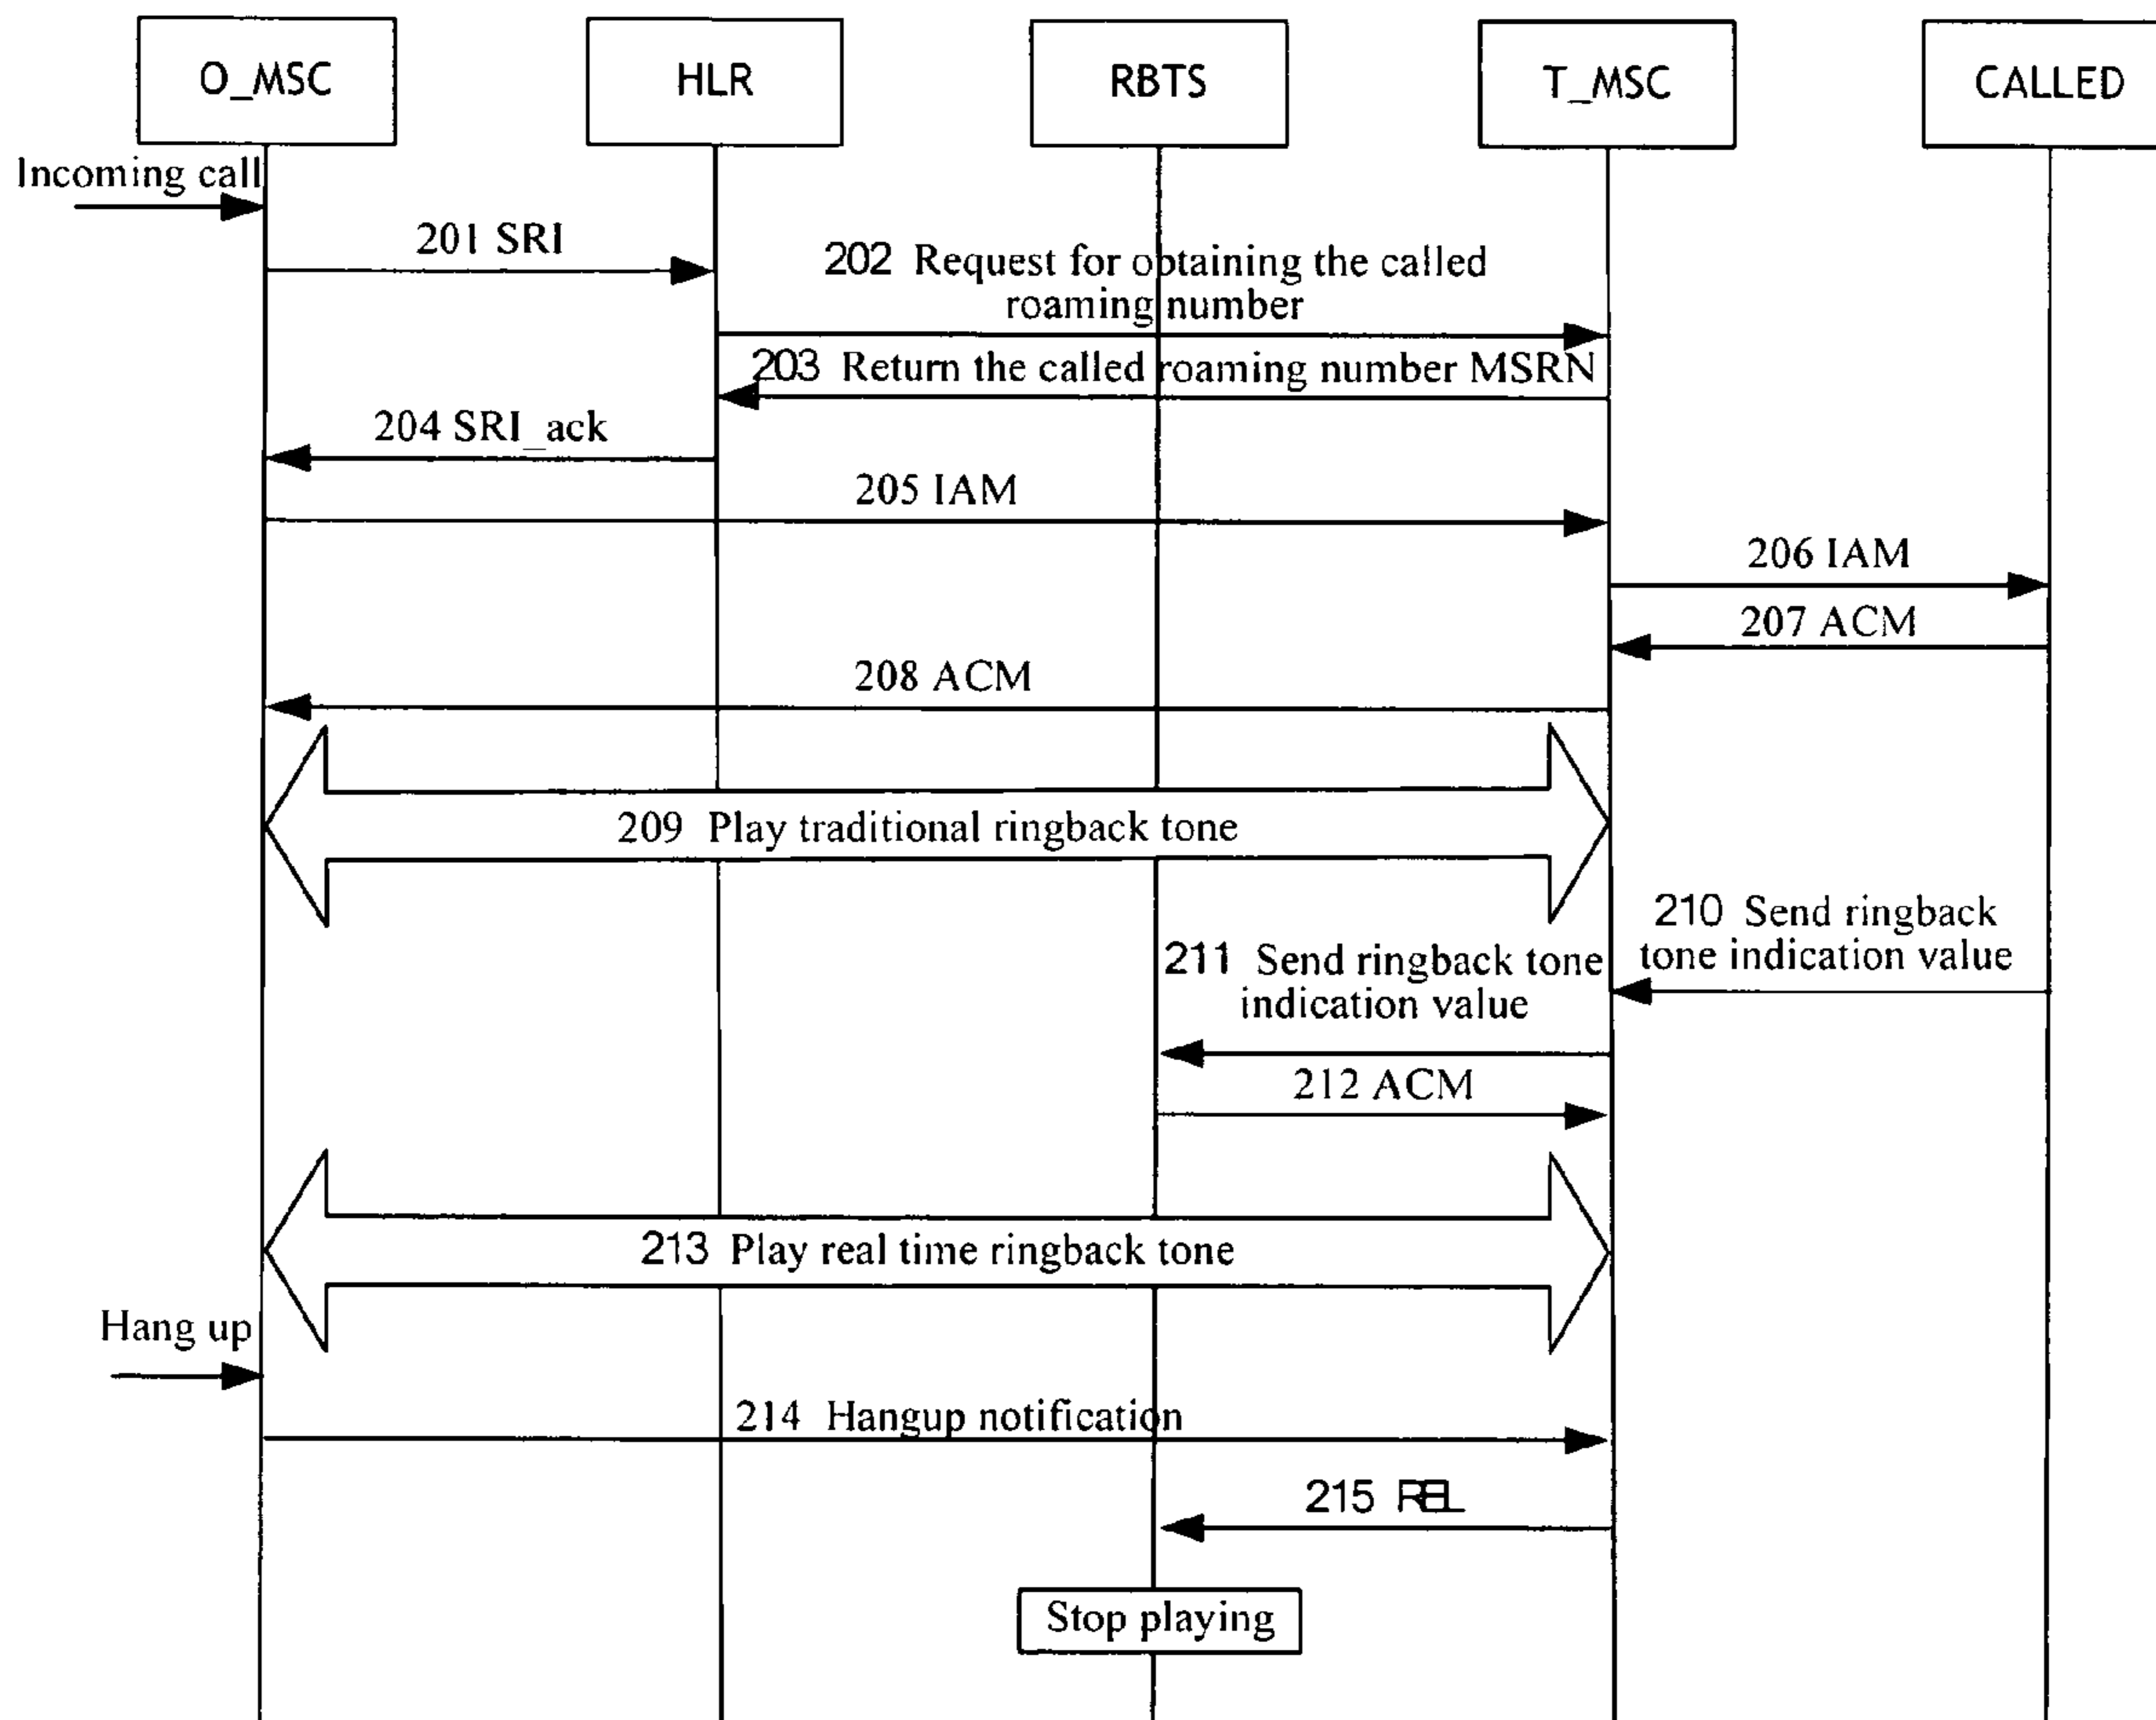 O_MSC
HLR
RBTS
T_MSC
CALLED
Incoming call
201 SRI
202 Request for obtaining the called
roaming number
203 Return the called roaming number MSRN
204 SRI_ack
205 IAM
206 IAM
207 ACM
208 ACM
209 Play traditional ringback tone
210 Send ringback
tone indication value
211 Send ringback tone
indication value
212 ACM
213 Play real time ringback tone
Hang up
214 Hangup notification
215 REL
Stop playing